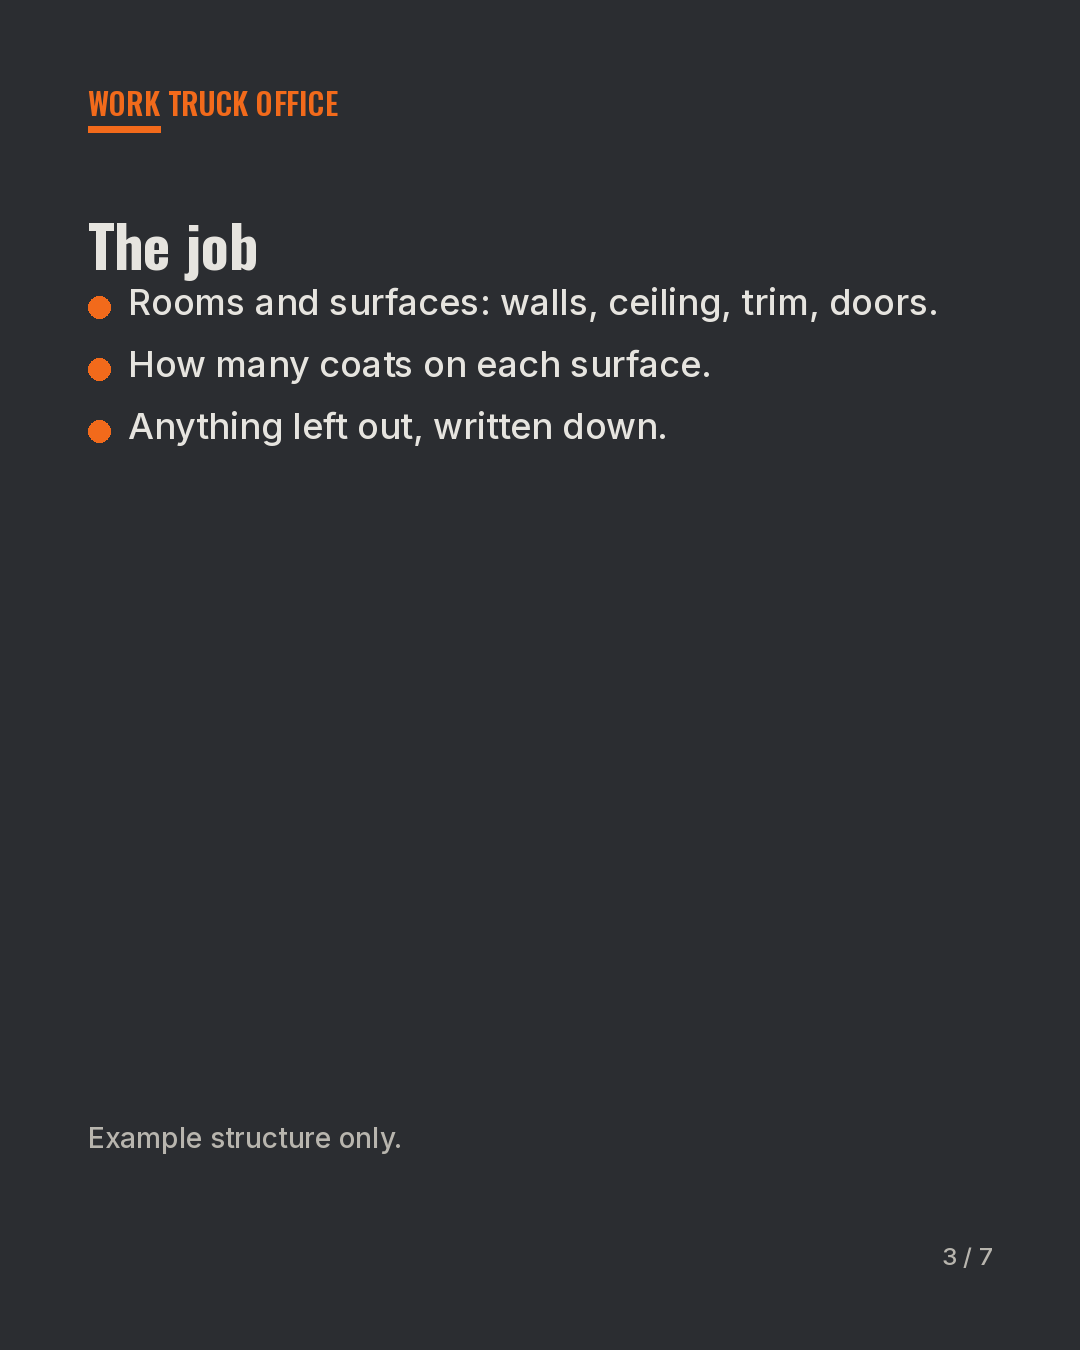 WORK TRUCK OFFICE
The job
Rooms and surfaces: walls, ceiling, trim, doors.
How many coats on each surface.
Anything left out, written down.
Example structure only.
3 / 7